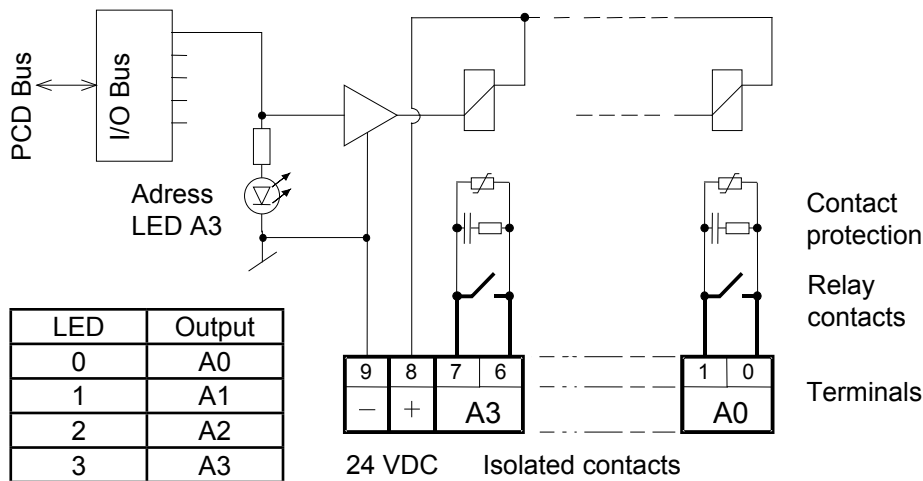 PCD Bus
I/O Bus
Adress
LED A3
Contact
protection
Relay
contacts
LED Output
0 A0
1 A1
2 A2
3 A3
9 8 7 6 1 0
– + A3 A0
Terminals
24 VDC Isolated contacts